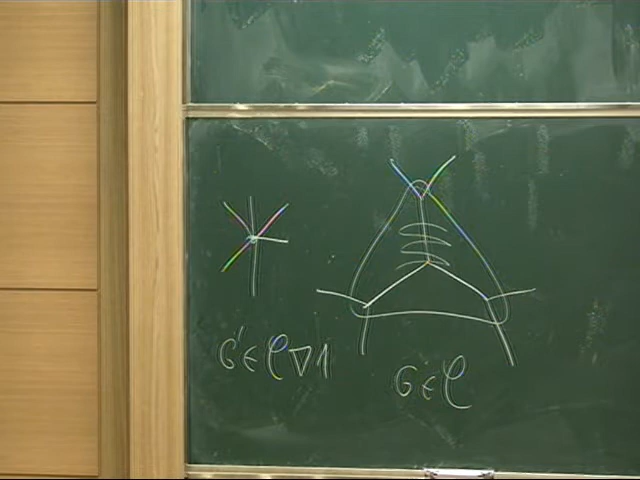 G' ∈ 𝒞 ▽ 1
G ∈ 𝒞